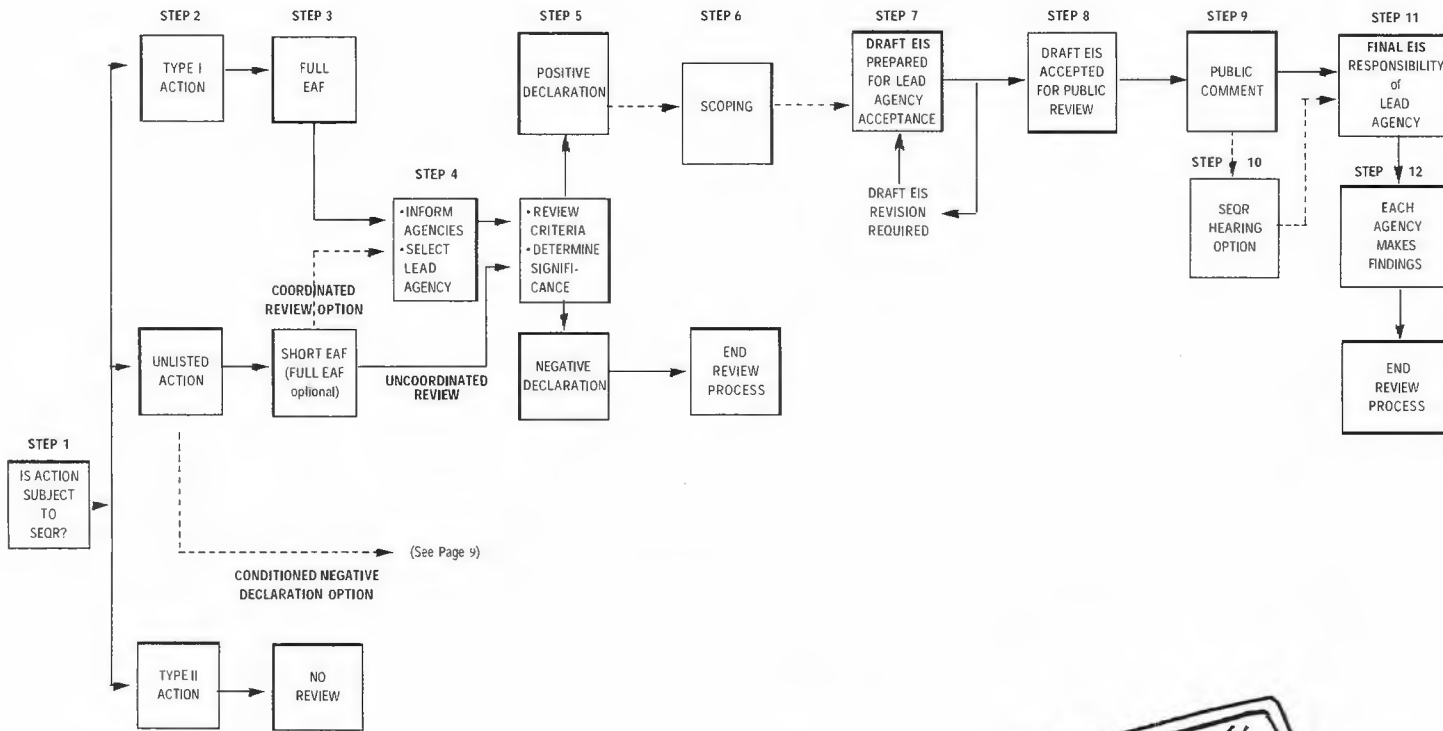 STEP 2
STEP 3
STEP 5
STEP 6
STEP 7
STEP 8
STEP 9
STEP 11
TYPE I
ACTION
FULL
EAF
POSITIVE
DECLARATION
SCOPING
DRAFT EIS
PREPARED
FOR LEAD
AGENCY
ACCEPTANCE
DRAFT EIS
ACCEPTED
FOR PUBLIC
REVIEW
PUBLIC
COMMENT
FINAL EIS
RESPONSIBILITY
of
LEAD
AGENCY
STEP 4
• INFORM
AGENCIES
• SELECT
LEAD
AGENCY
• REVIEW
CRITERIA
• DETERMINE
SIGNIFI-
CANCE
DRAFT EIS
REVISION
REQUIRED
STEP 10
SEQR
HEARING
OPTION
STEP 12
EACH
AGENCY
MAKES
FINDINGS
COORDINATED
REVIEW OPTION
UNLISTED
ACTION
SHORT EAF
(FULL EAF
optional)
UNCOORDINATED
REVIEW
NEGATIVE
DECLARATION
END
REVIEW
PROCESS
END
REVIEW
PROCESS
STEP 1
IS ACTION
SUBJECT
TO
SEQR?
(See Page 9)
CONDITIONED NEGATIVE
DECLARATION OPTION
TYPE II
ACTION
NO
REVIEW